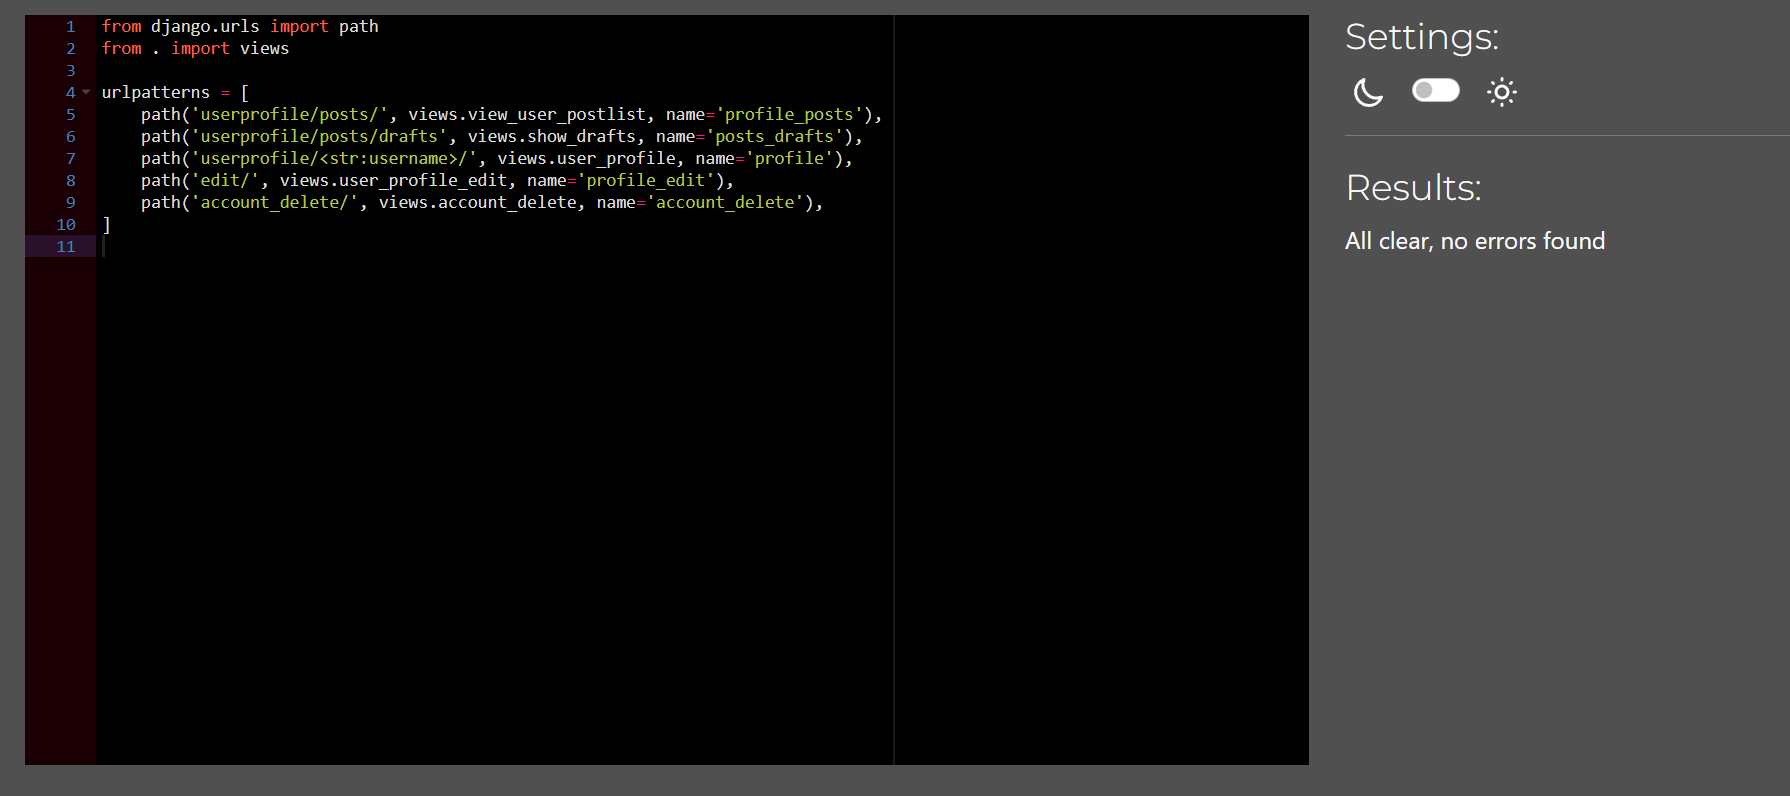 1 from django.urls import path
2 from . import views
3
4 urlpatterns = [
5     path('userprofile/posts/', views.view_user_postlist, name='profile_posts'),
6     path('userprofile/posts/drafts', views.show_drafts, name='posts_drafts'),
7     path('userprofile/<str:username>/', views.user_profile, name='profile'),
8     path('edit/', views.user_profile_edit, name='profile_edit'),
9     path('account_delete/', views.account_delete, name='account_delete'),
10 ]
11
Settings:
Results:
All clear, no errors found